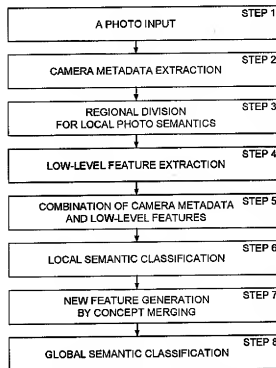 STEP 1
A PHOTO INPUT
STEP 2
CAMERA METADATA EXTRACTION
STEP 3
REGIONAL DIVISION
FOR LOCAL PHOTO SEMANTICS
STEP 4
LOW-LEVEL FEATURE EXTRACTION
STEP 5
COMBINATION OF CAMERA METADATA
AND LOW-LEVEL FEATURES
STEP 6
LOCAL SEMANTIC CLASSIFICATION
STEP 7
NEW FEATURE GENERATION
BY CONCEPT MERGING
STEP 8
GLOBAL SEMANTIC CLASSIFICATION